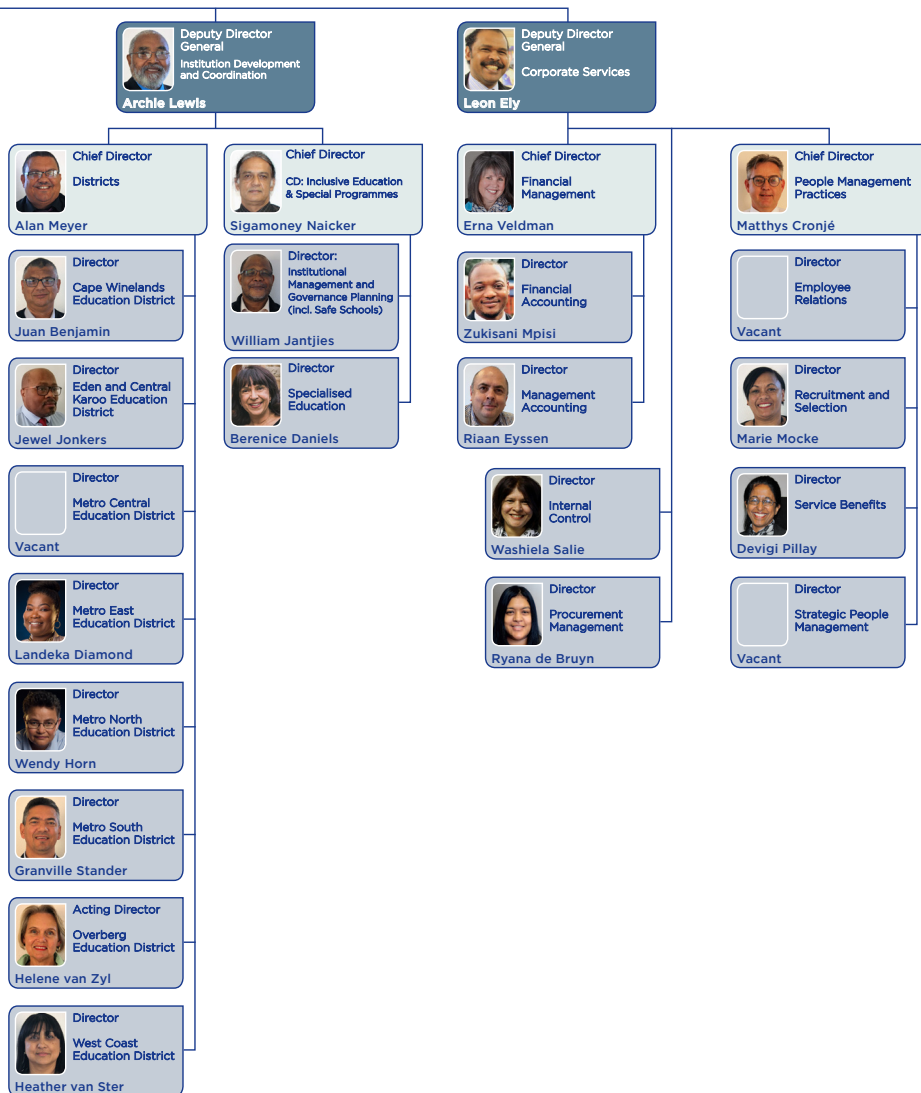 Deputy Director
General
Institution Development
and Coordination
Archie Lewis
Deputy Director
General
Corporate Services
Leon Ely
Chief Director
Districts
Alan Meyer
Director
Cape Winelands
Education District
Juan Benjamin
Director
Eden and Central
Karoo Education
District
Jewel Jonkers
Director
Metro Central
Education District
Vacant
Director
Metro East
Education District
Landeka Diamond
Director
Metro North
Education District
Wendy Horn
Director
Metro South
Education District
Granville Stander
Acting Director
Overberg
Education District
Helene van Zyl
Director
West Coast
Education District
Heather van Ster
Chief Director
CD: Inclusive Education
& Special Programmes
Sigamoney Naicker
Director:
Institutional
Management and
Governance Planning
(incl. Safe Schools)
William Jantjies
Director
Specialised
Education
Berenice Daniels
Chief Director
Financial
Management
Erna Veldman
Director
Financial
Accounting
Zukisani Mpisi
Director
Management
Accounting
Riaan Eyssen
Director
Internal
Control
Washiela Salie
Director
Procurement
Management
Ryana de Bruyn
Chief Director
People Management
Practices
Matthys Cronjé
Director
Employee
Relations
Vacant
Director
Recruitment and
Selection
Marie Mocke
Director
Service Benefits
Devigi Pillay
Director
Strategic People
Management
Vacant